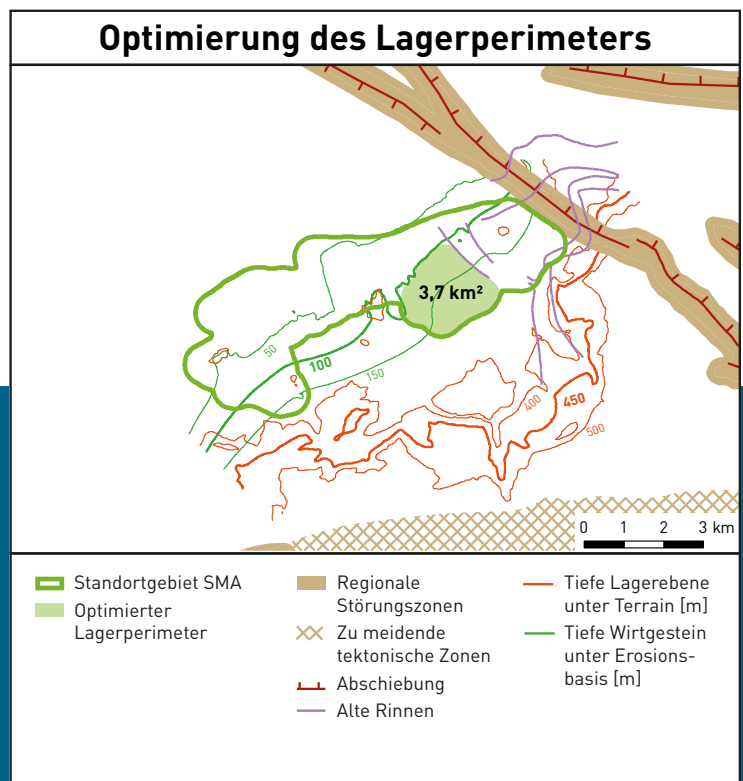 Optimierung des Lagerperimeters
3,7 km²
50
100
150
400
450
500
0 1 2 3 km
Standortgebiet SMA
Optimierter
Lagerperimeter
Regionale
Störungszonen
Zu meidende
tektonische Zonen
Abschiebung
Alte Rinnen
Tiefe Lagerebene
unter Terrain [m]
Tiefe Wirtgestein
unter Erosions-
basis [m]